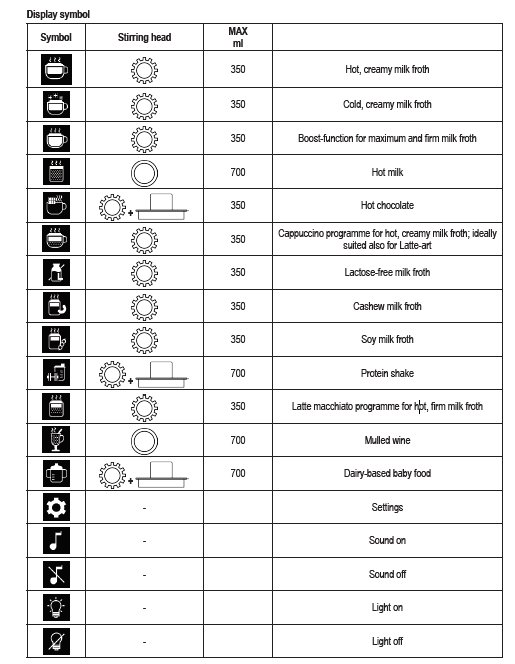 Display symbol
Symbol Stirring head MAX ml
350 Hot, creamy milk froth
350 Cold, creamy milk froth
350 Boost-function for maximum and firm milk froth
700 Hot milk
+ 350 Hot chocolate
350 Cappuccino programme for hot, creamy milk froth; ideally
suited also for Latte-art
350 Lactose-free milk froth
350 Cashew milk froth
350 Soy milk froth
+ 700 Protein shake
350 Latte macchiato programme for hot, firm milk froth
700 Mulled wine
+ 700 Dairy-based baby food
- Settings
- Sound on
- Sound off
- Light on
- Light off